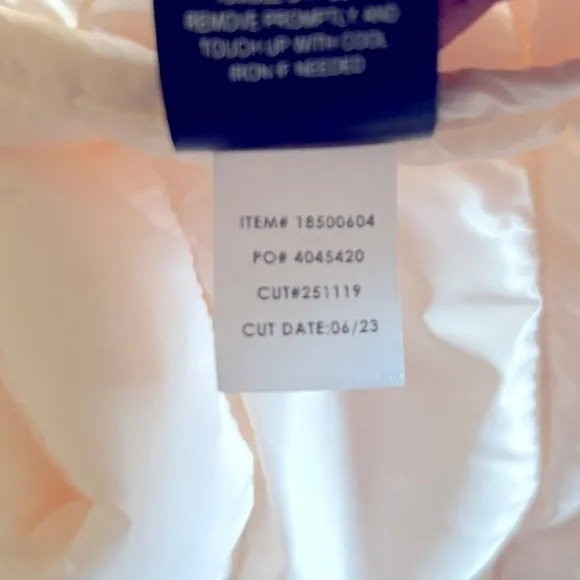 REMOVE PROMPTLY AND
TOUCH UP WITH COOL
IRON IF NEEDED
ITEM# 18500604
PO# 4045420
CUT#251119
CUT DATE:06/23